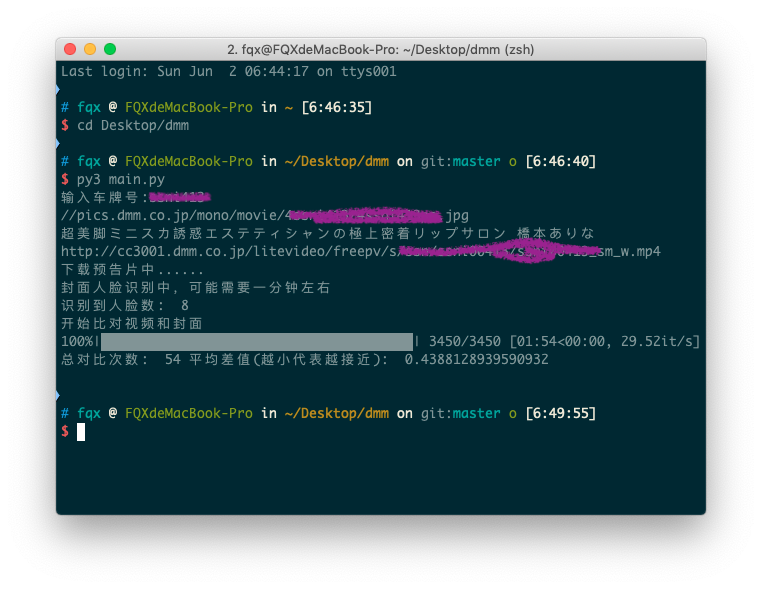 2. fqx@FQXdeMacBook-Pro: ~/Desktop/dmm (zsh)
Last login: Sun Jun  2 06:44:17 on ttys001
# fqx @ FQXdeMacBook-Pro in ~ [6:46:35]
$ cd Desktop/dmm
# fqx @ FQXdeMacBook-Pro in ~/Desktop/dmm on git:master o [6:46:40]
$ py3 main.py
输入车牌号:
//pics.dmm.co.jp/mono/movie/4 .jpg
超美脚ミニスカ誘惑エステティシャンの極上密着リップサロン 橋本ありな
http://cc3001.dmm.co.jp/litevideo/freepv/s/ _sm_w.mp4
下载预告片中......
封面人脸识别中，可能需要一分钟左右
识别到人脸数： 8
开始比对视频和封面
100%| | 3450/3450 [01:54<00:00, 29.52it/s]
总对比次数： 54 平均差值(越小代表越接近)： 0.4388128939590932
# fqx @ FQXdeMacBook-Pro in ~/Desktop/dmm on git:master o [6:49:55]
$